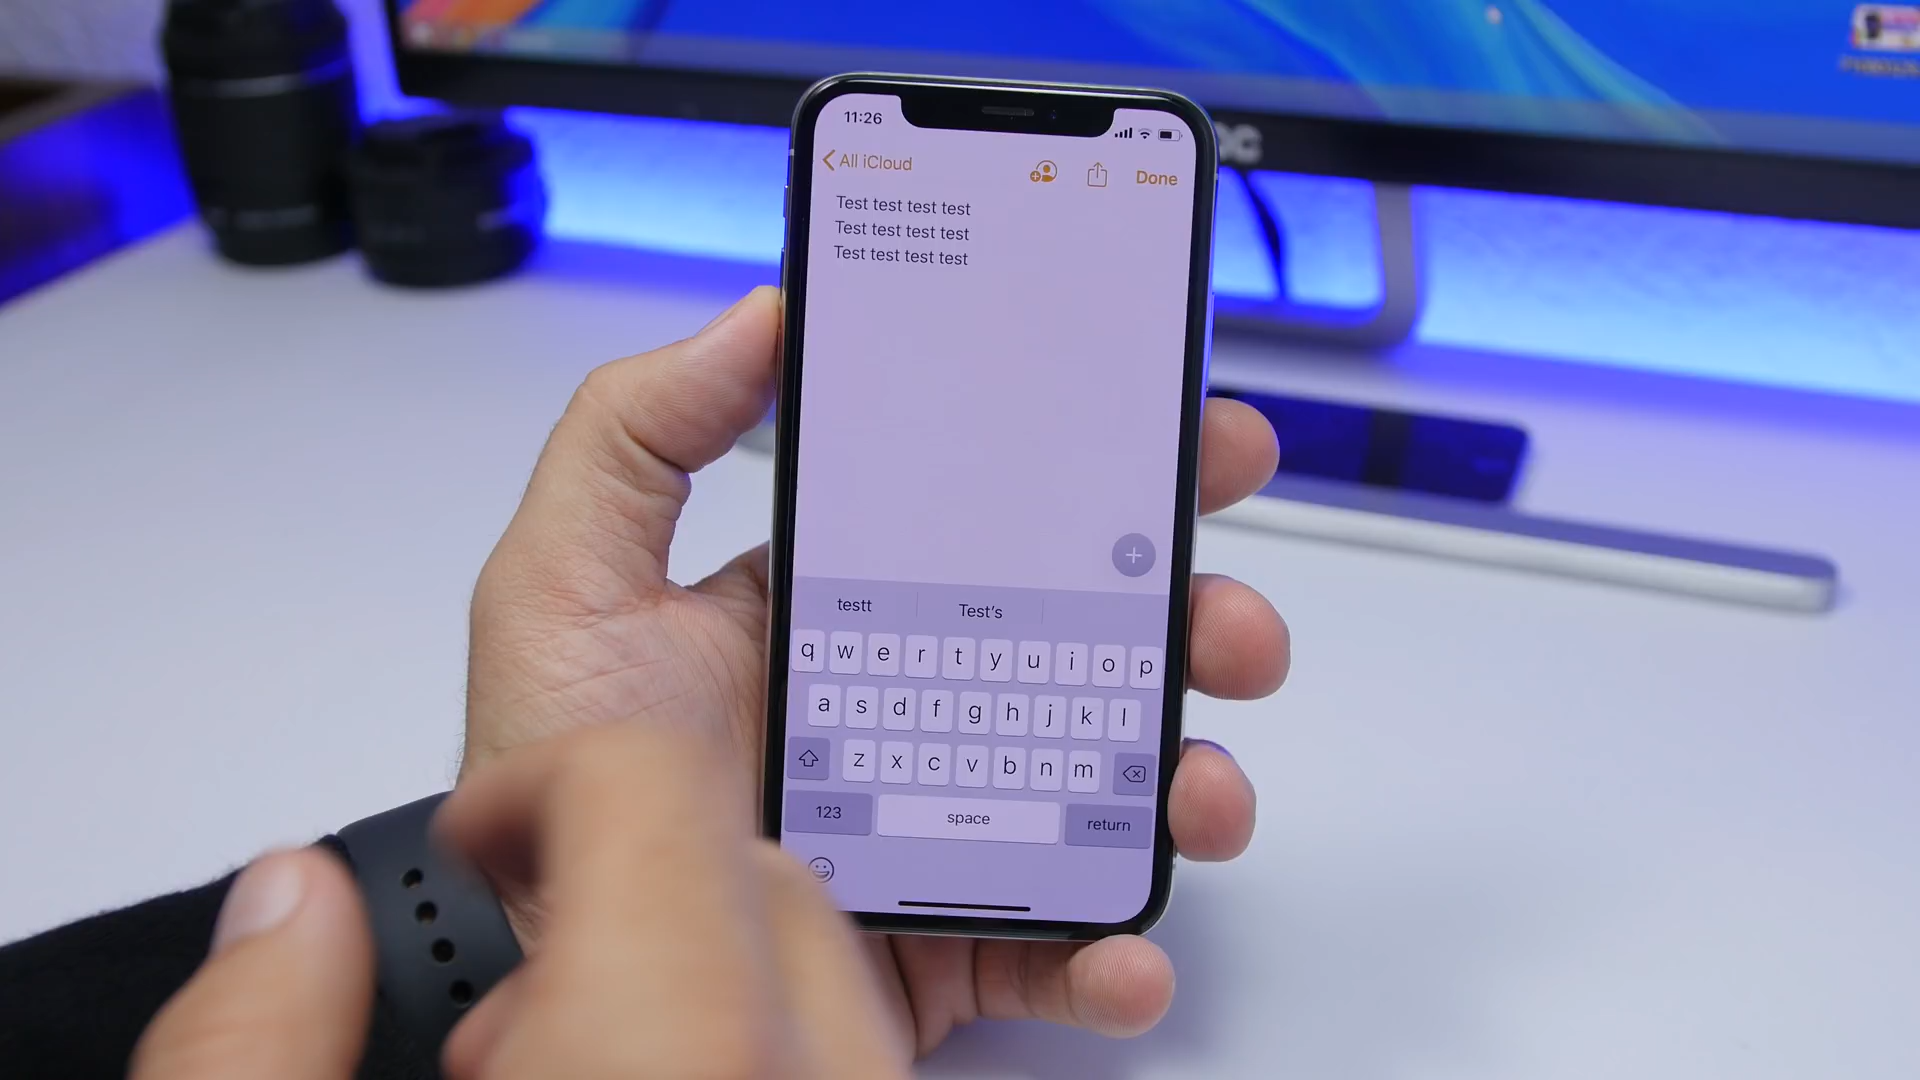 11:26
All iCloud
Done
Test test test test
Test test test test
Test test test test
testt Test's
q w e r t y u i o p
a s d f g h j k l
z x c v b n m
123 space return